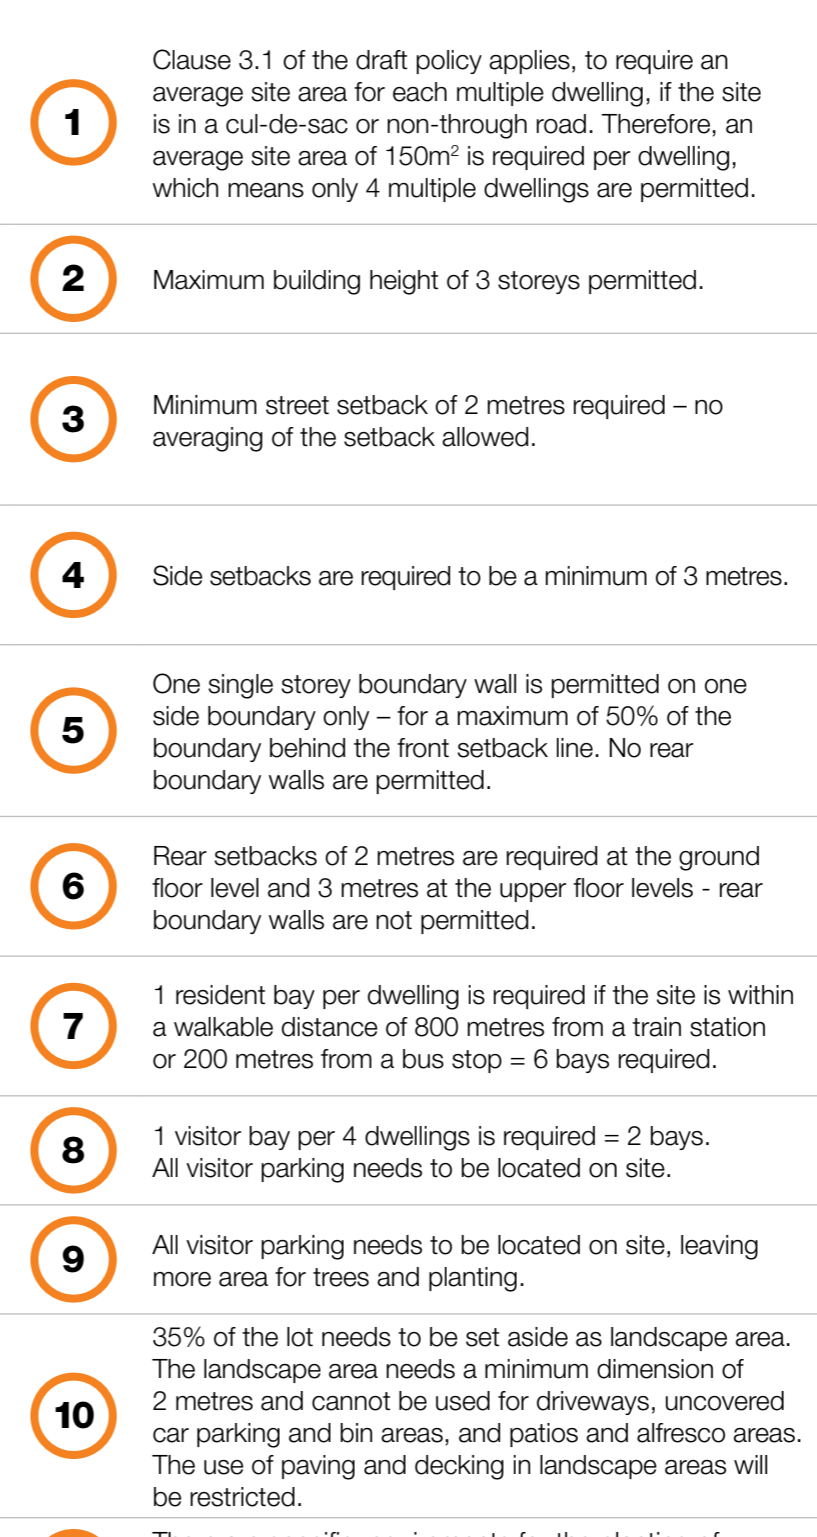 1
Clause 3.1 of the draft policy applies, to require an
average site area for each multiple dwelling, if the site
is in a cul-de-sac or non-through road. Therefore, an
average site area of 150m² is required per dwelling,
which means only 4 multiple dwellings are permitted.
2
Maximum building height of 3 storeys permitted.
3
Minimum street setback of 2 metres required – no
averaging of the setback allowed.
4
Side setbacks are required to be a minimum of 3 metres.
5
One single storey boundary wall is permitted on one
side boundary only – for a maximum of 50% of the
boundary behind the front setback line. No rear
boundary walls are permitted.
6
Rear setbacks of 2 metres are required at the ground
floor level and 3 metres at the upper floor levels - rear
boundary walls are not permitted.
7
1 resident bay per dwelling is required if the site is within
a walkable distance of 800 metres from a train station
or 200 metres from a bus stop = 6 bays required.
8
1 visitor bay per 4 dwellings is required = 2 bays.
All visitor parking needs to be located on site.
9
All visitor parking needs to be located on site, leaving
more area for trees and planting.
10
35% of the lot needs to be set aside as landscape area.
The landscape area needs a minimum dimension of
2 metres and cannot be used for driveways, uncovered
car parking and bin areas, and patios and alfresco areas.
The use of paving and decking in landscape areas will
be restricted.